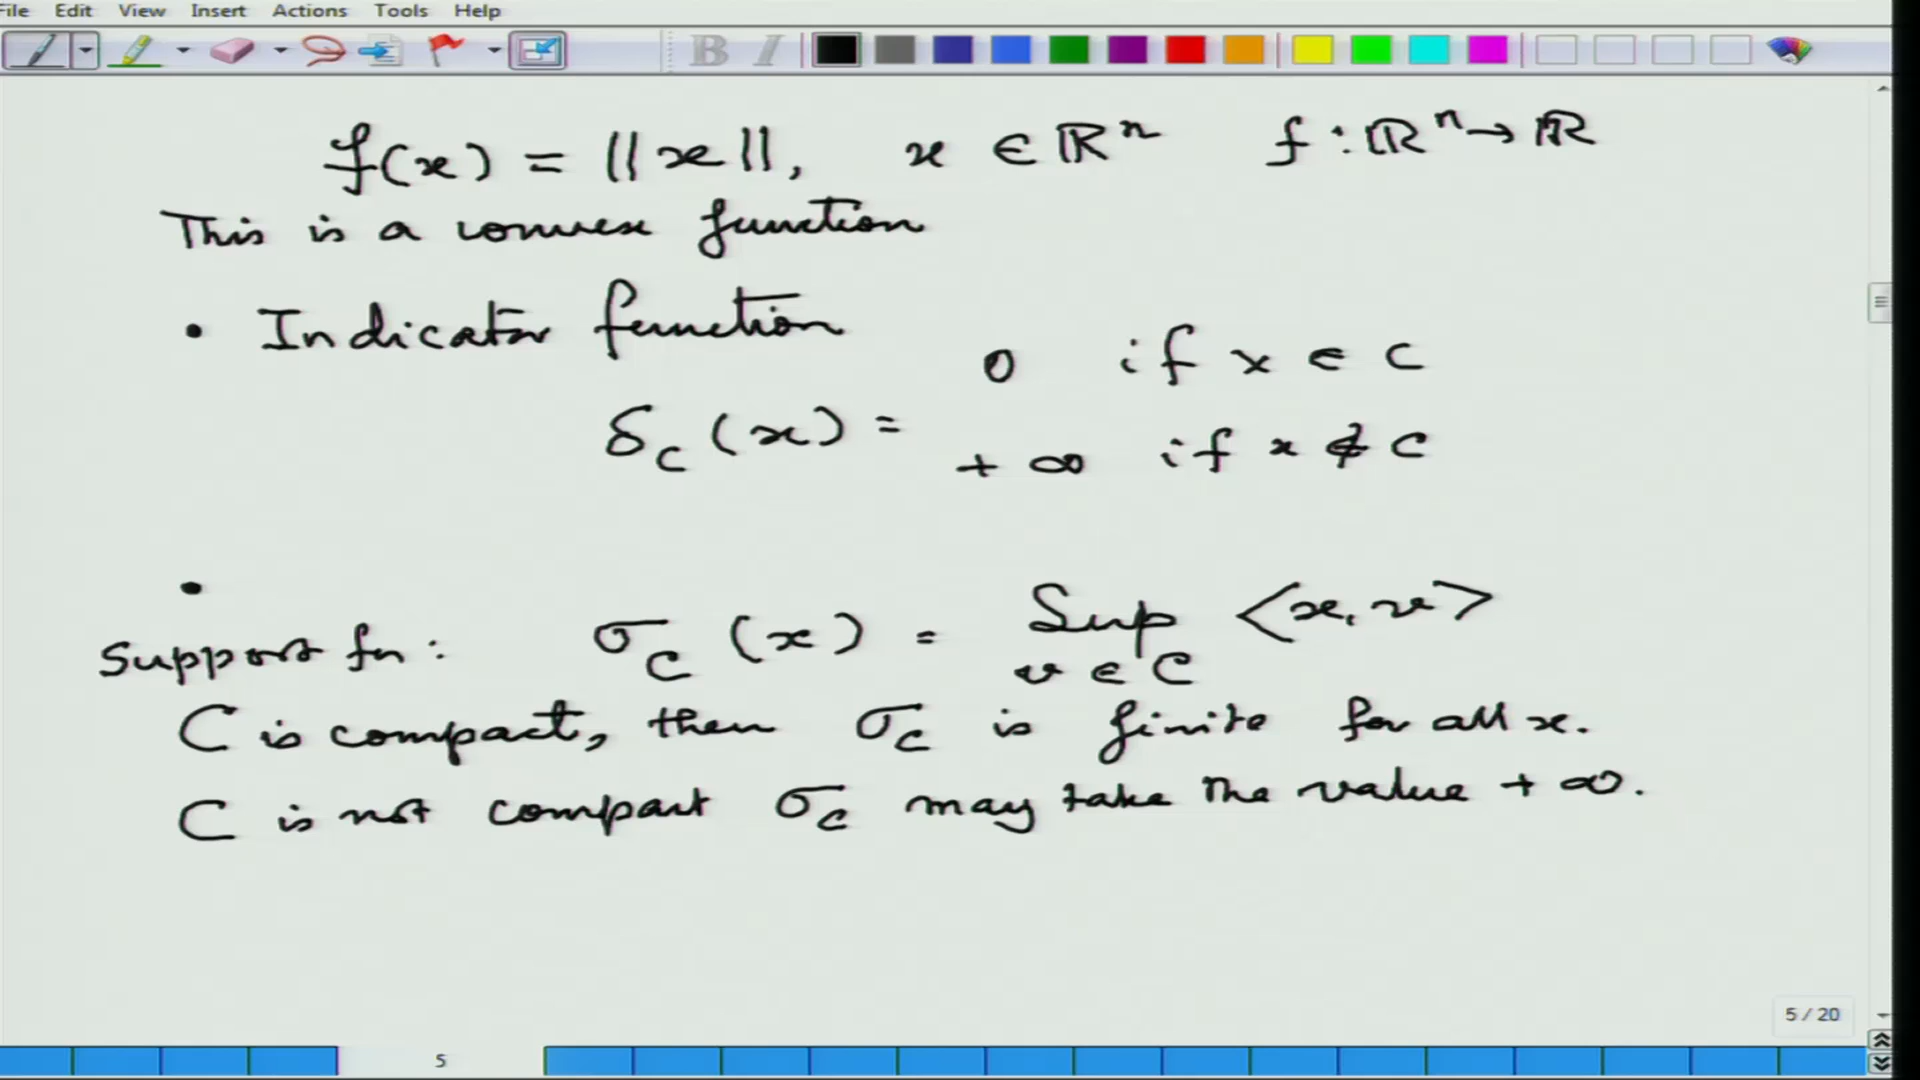 File Edit View Insert Actions Tools Help
B I
f(x) = ||x||, x ∈ ℝⁿ f : ℝⁿ → ℝ
This is a convex function
• Indicator function
0 if x ∈ C
δ_C (x) =
+ ∞ if x ∉ C
•
Support fn : σ_C (x) = Sup <x, v>
v ∈ C
C is compact, then σ_C is finite for all x.
C is not compact σ_C may take the value + ∞.
5 / 20
5